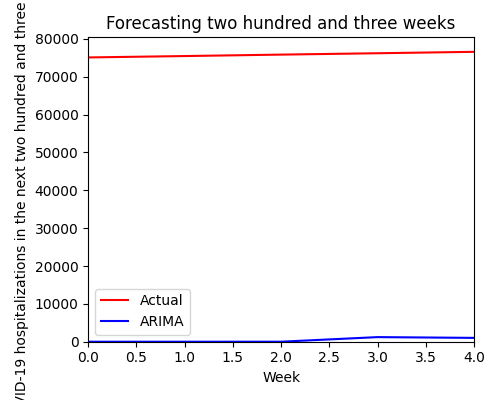 Forecasting two hundred and three weeks
VID-19 hospitalizations in the next two hundred and three
80000
70000
60000
50000
40000
30000
20000
10000
0
Actual
ARIMA
0.0 0.5 1.0 1.5 2.0 2.5 3.0 3.5 4.0
Week